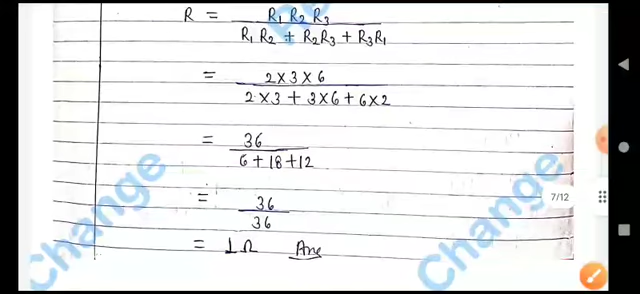 R = R₁ R₂ R₃ / R₁ R₂ + R₂R₃ + R₃R₁
= 2×3×6 / 2×3 + 3×6 + 6×2
= 36 / 6+18+12
= 36 / 36
= 1Ω Ans
7/12
Change
Change